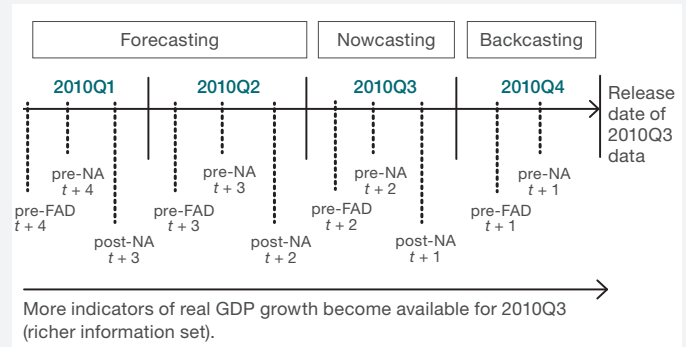 Forecasting
Nowcasting
Backcasting
2010Q1
2010Q2
2010Q3
2010Q4
Release
date of
2010Q3
data
pre-NA
t + 4
pre-NA
t + 3
pre-NA
t + 2
pre-NA
t + 1
pre-FAD
t + 4
pre-FAD
t + 3
pre-FAD
t + 2
pre-FAD
t + 1
post-NA
t + 3
post-NA
t + 2
post-NA
t + 1
More indicators of real GDP growth become available for 2010Q3
(richer information set).